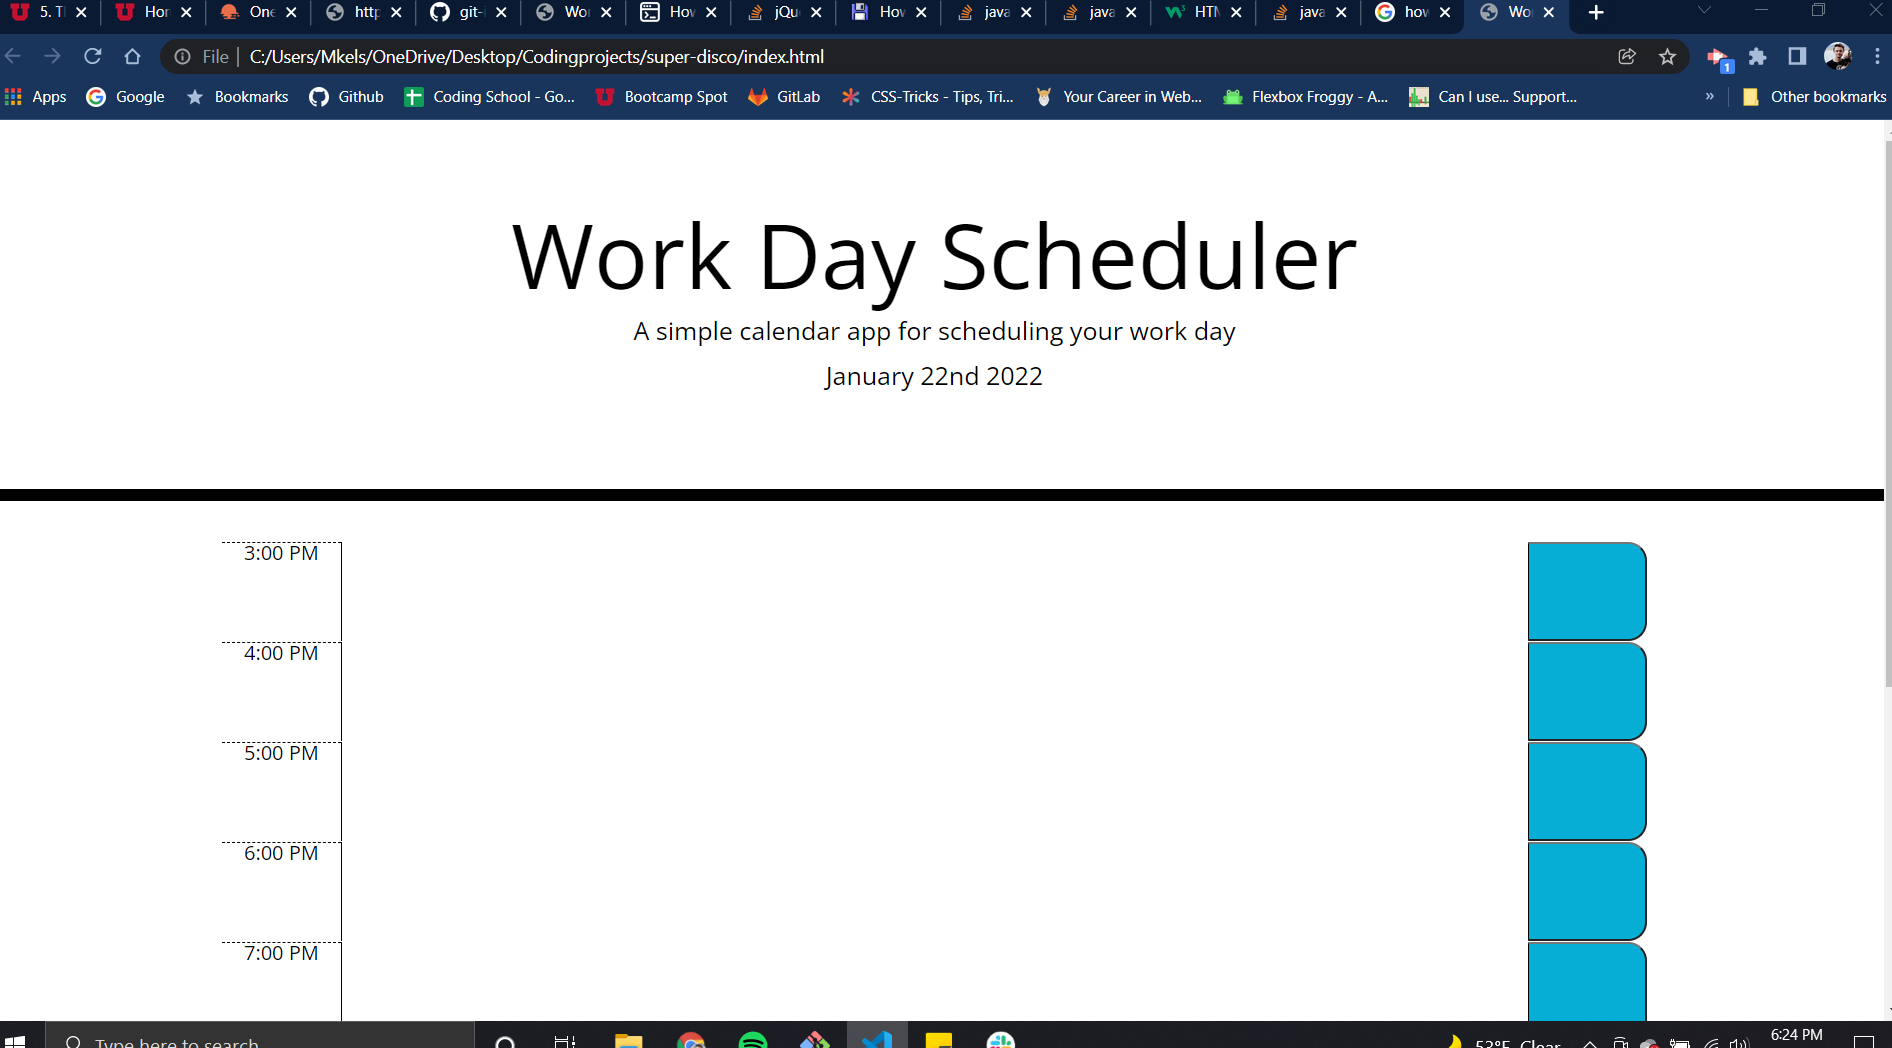 5. T Hor One http git- Wor How jQu How java java HTM java how Wor
File C:/Users/Mkels/OneDrive/Desktop/Codingprojects/super-disco/index.html
1
Apps Google Bookmarks Github Coding School - Go... Bootcamp Spot GitLab CSS-Tricks - Tips, Tri... Your Career in Web... Flexbox Froggy - A... Can I use... Support... » Other bookmarks
Work Day Scheduler
A simple calendar app for scheduling your work day
January 22nd 2022
3:00 PM
4:00 PM
5:00 PM
6:00 PM
7:00 PM
Type here to search
53°F Clear
6:24 PM